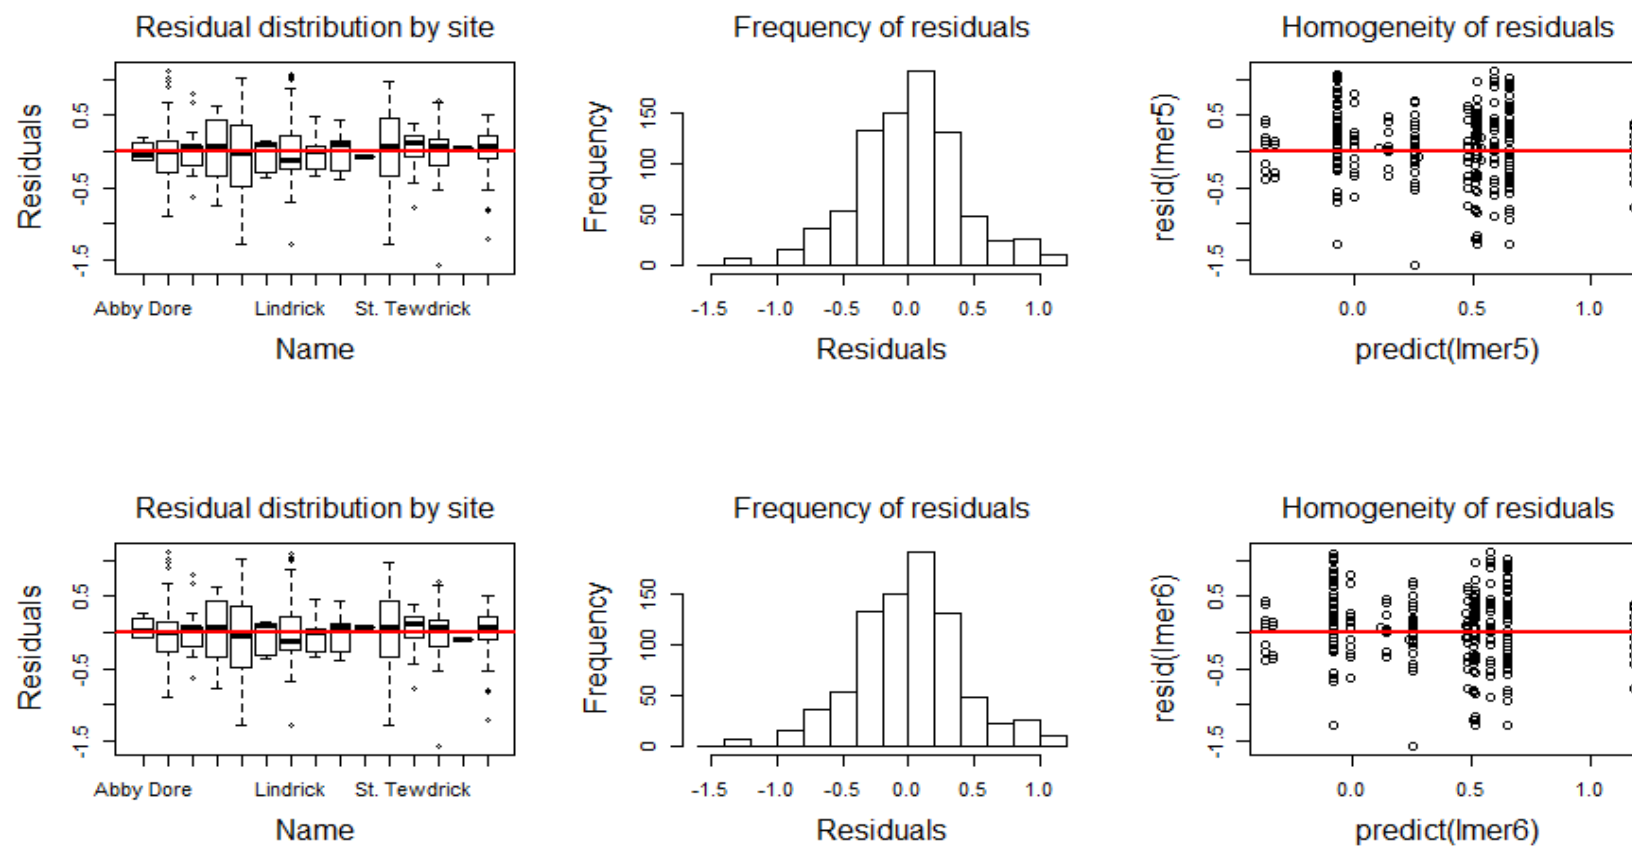 Residual distribution by site
Residuals
0.5
-0.5
-1.5
Abby Dore Lindrick St. Tewdrick
Name
Frequency of residuals
Frequency
150
100
50
0
-1.5 -1.0 -0.5 0.0 0.5 1.0
Residuals
Homogeneity of residuals
resid(lmer5)
0.5
-0.5
-1.5
0.0 0.5 1.0
predict(lmer5)
Residual distribution by site
Residuals
0.5
-0.5
-1.5
Abby Dore Lindrick St. Tewdrick
Name
Frequency of residuals
Frequency
150
100
50
0
-1.5 -1.0 -0.5 0.0 0.5 1.0
Residuals
Homogeneity of residuals
resid(lmer6)
0.5
-0.5
-1.5
0.0 0.5 1.0
predict(lmer6)